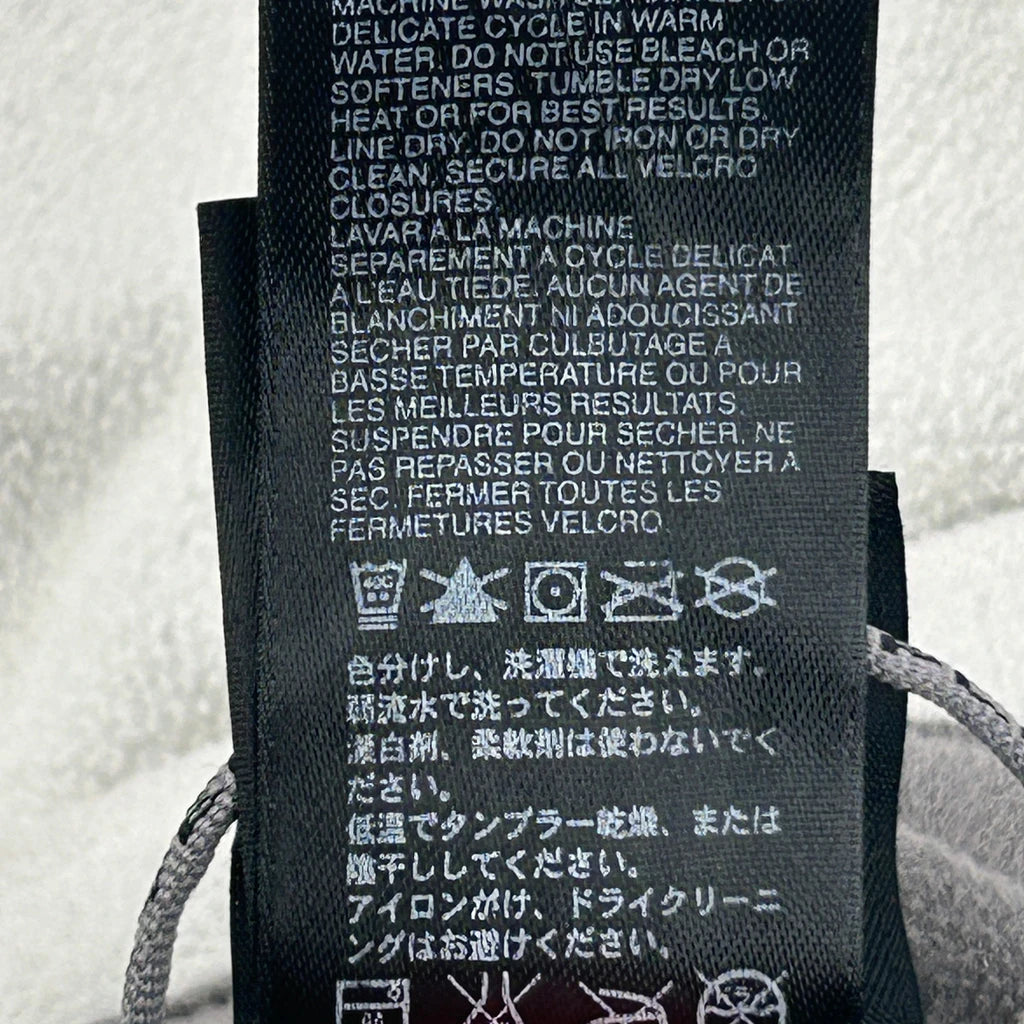 MACHINE WASH
DELICATE CYCLE IN WARM
WATER. DO NOT USE BLEACH OR
SOFTENERS. TUMBLE DRY LOW
HEAT OR FOR BEST RESULTS,
LINE DRY. DO NOT IRON OR DRY
CLEAN. SECURE ALL VELCRO
CLOSURES.
LAVAR A LA MACHINE
SEPAREMENT A CYCLE DELICAT
A L'EAU TIEDE. AUCUN AGENT DE
BLANCHIMENT NI ADOUCISSANT
SECHER PAR CULBUTAGE A
BASSE TEMPERATURE OU POUR
LES MEILLEURS RESULTATS,
SUSPENDRE POUR SECHER. NE
PAS REPASSER OU NETTOYER A
SEC. FERMER TOUTES LES
FERMETURES VELCRO
40C
色分けし、洗濯機で洗えます。
弱流水で洗ってください。
漂白剤、柔軟剤は使わないでく
ださい。
低温でタンブラー乾燥、または
陰干ししてください。
アイロンがけ、ドライクリーニ
ングはお避けください。
ドライ